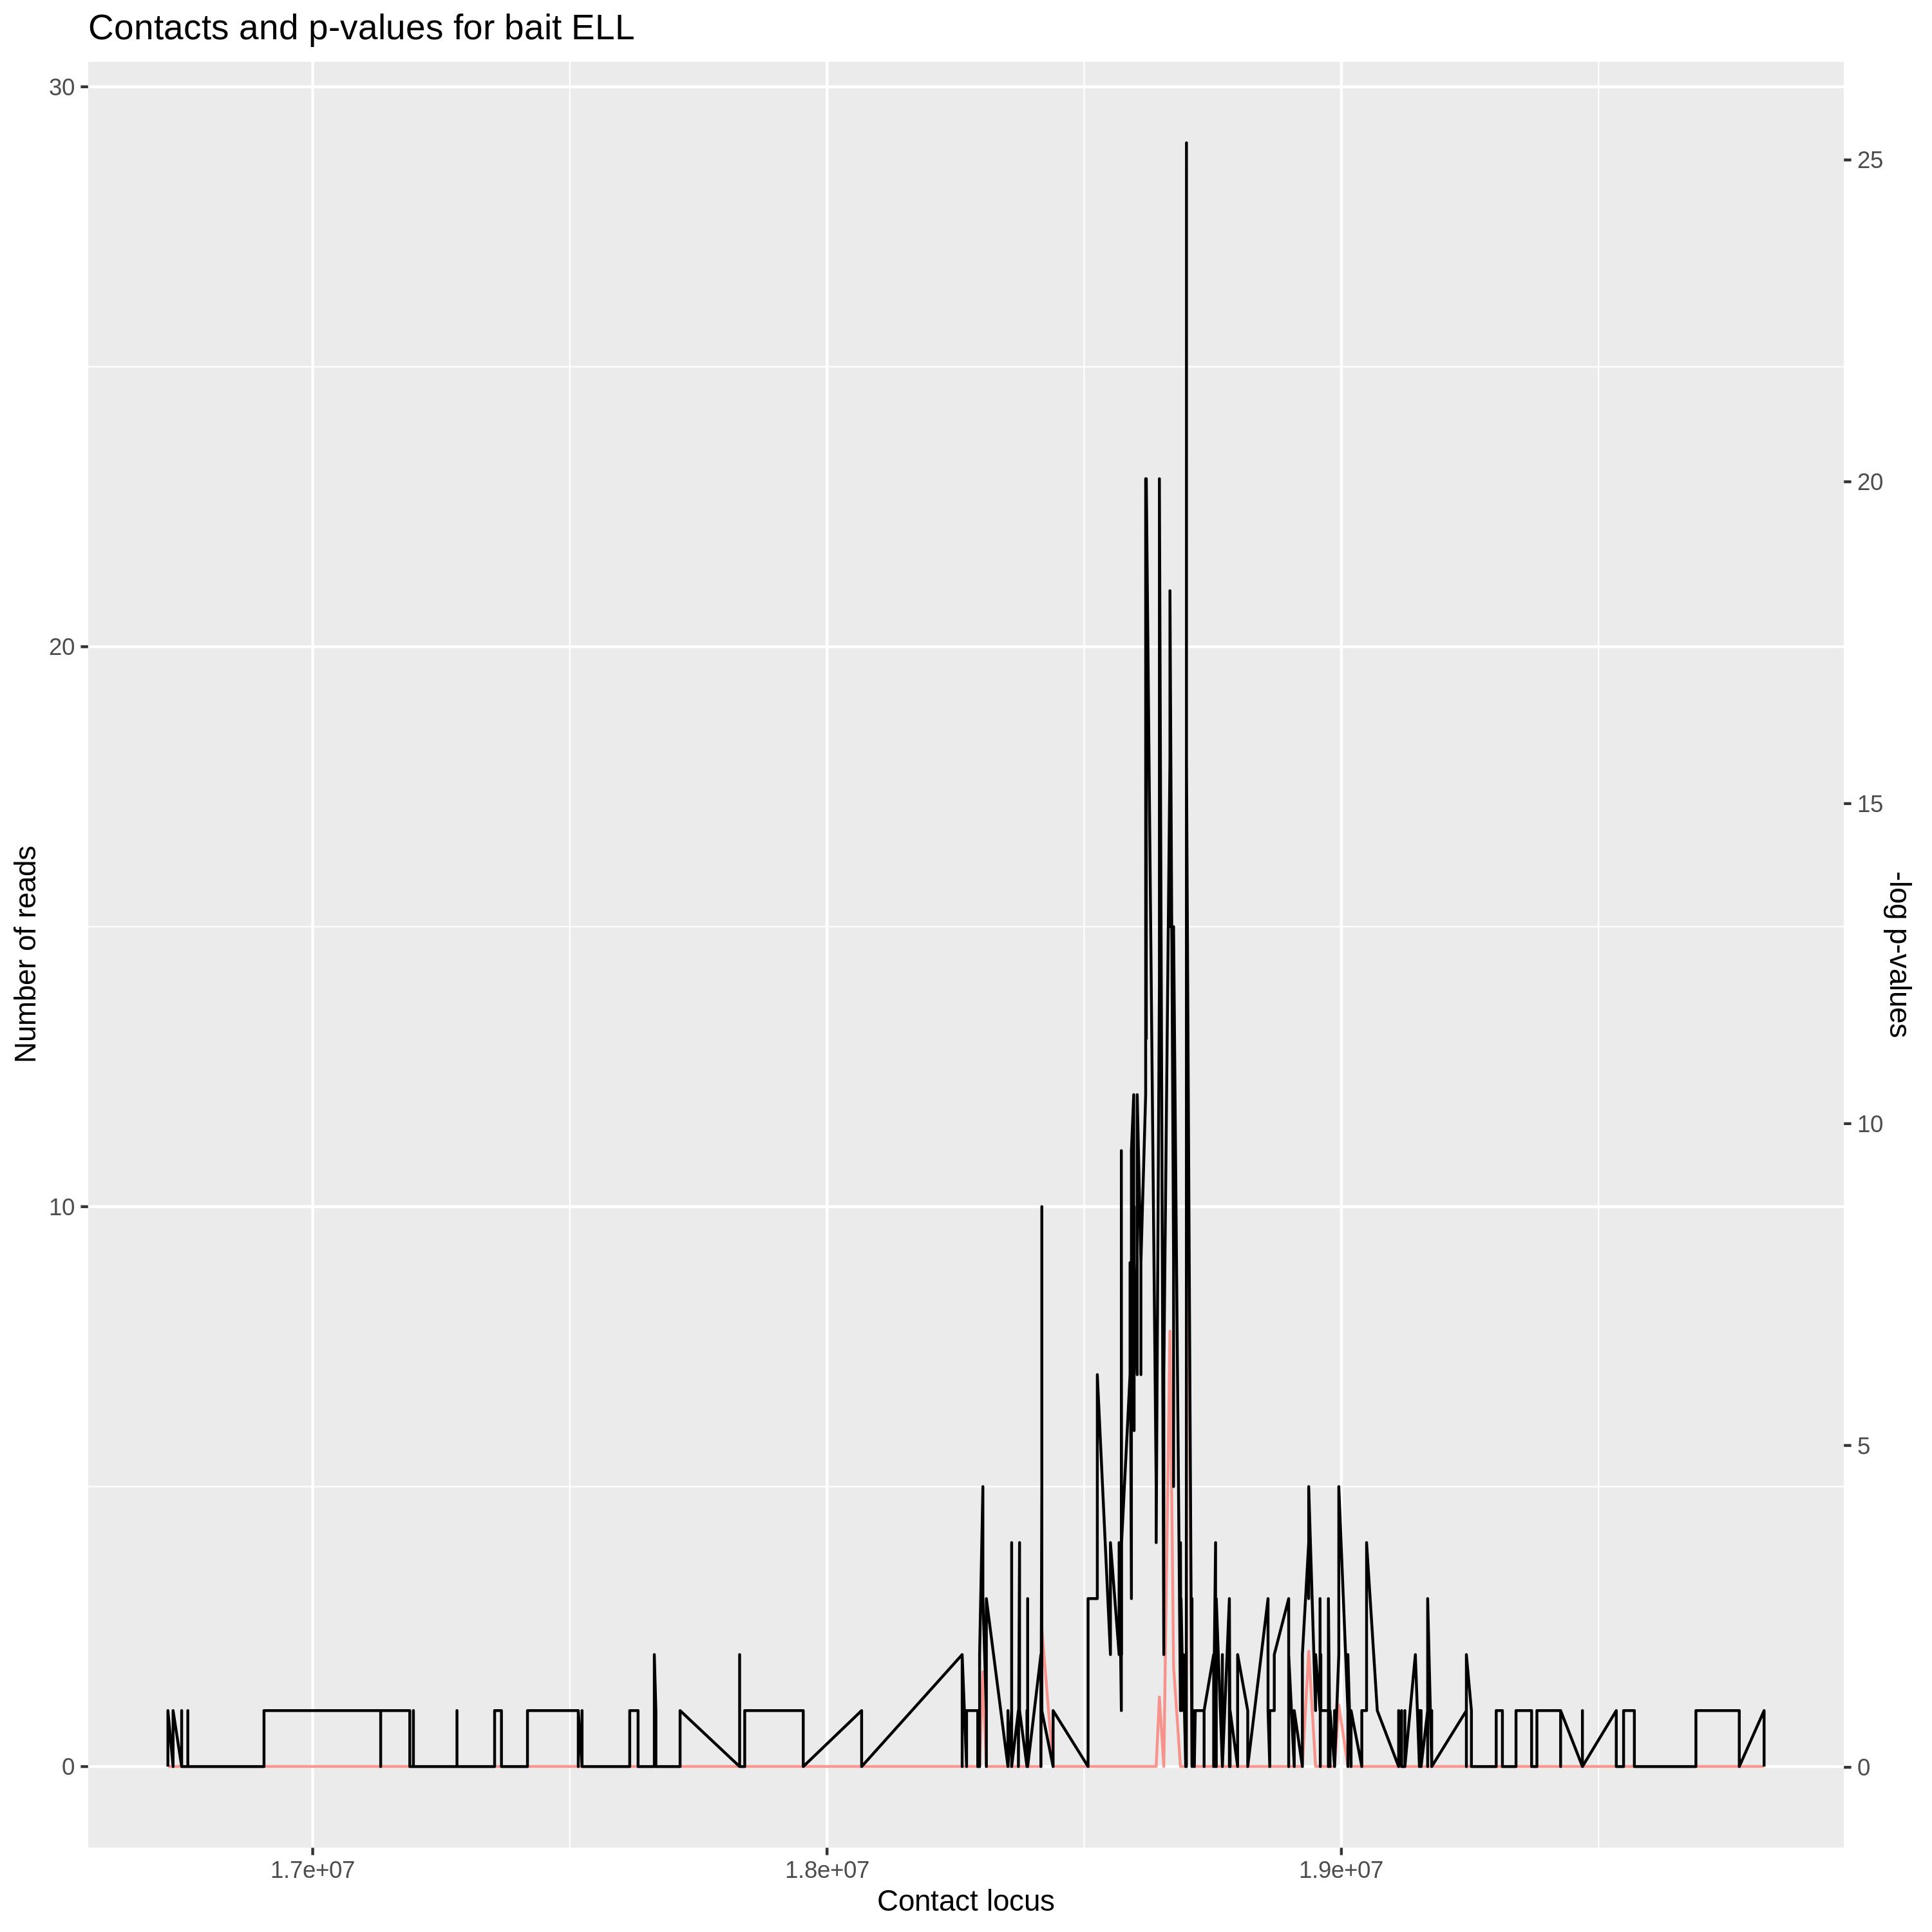 Contacts and p-values for bait ELL
30
20
10
0
Number of reads
25
20
15
10
5
0
-log p-values
1.7e+07
1.8e+07
1.9e+07
Contact locus